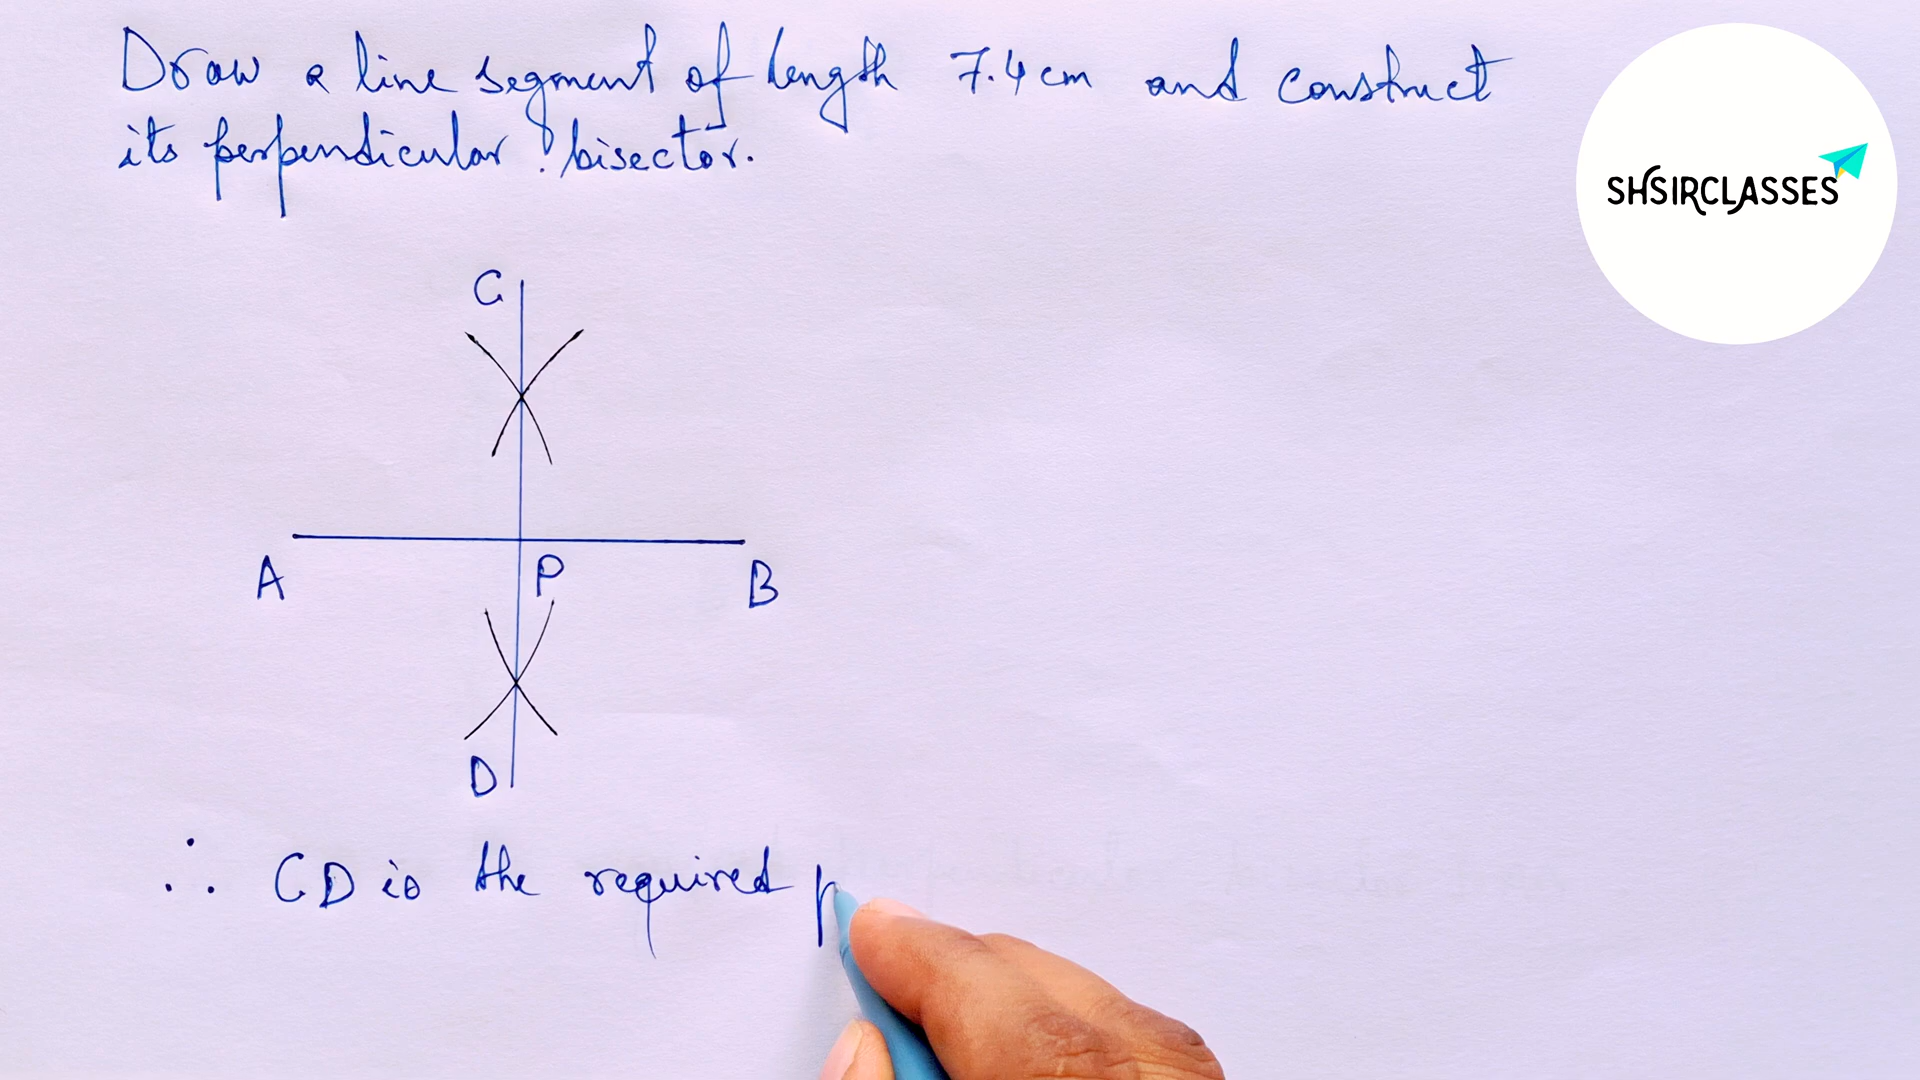 Draw a line segment of length 7.4 cm and construct
its perpendicular bisector.
SHSIRCLASSES
C
A
P
B
D
∴ CD is the required p